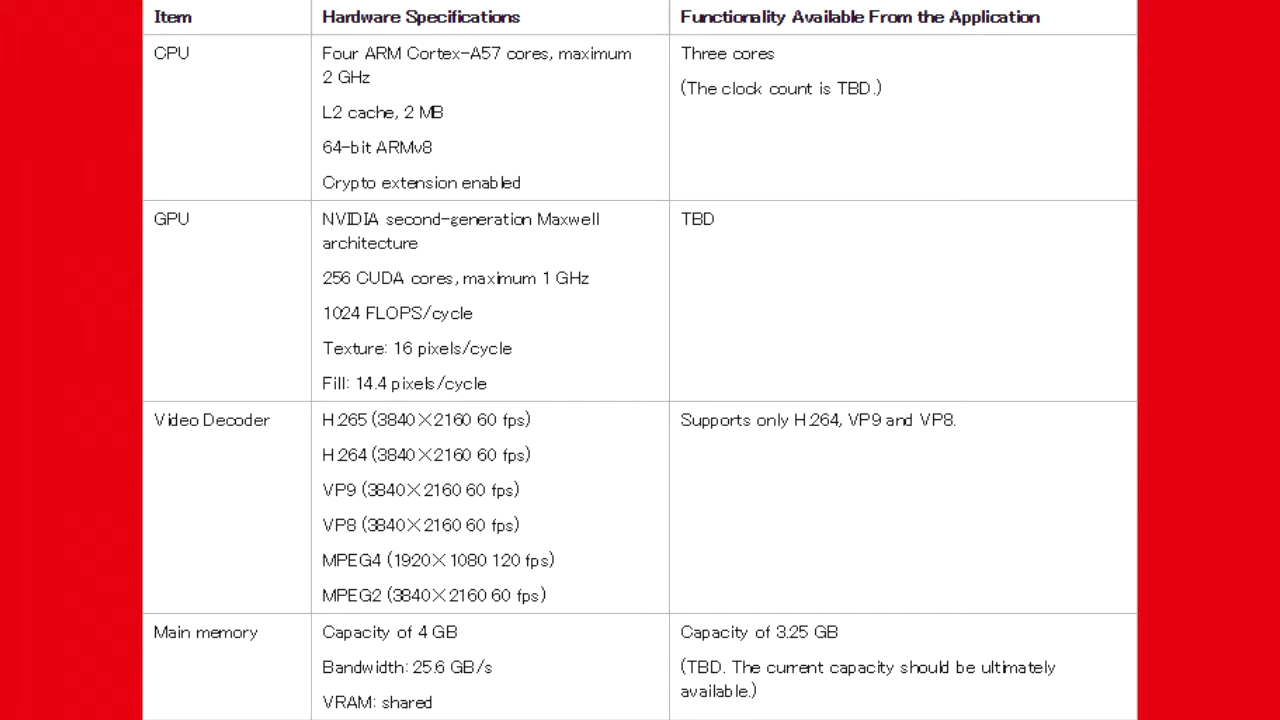 Item
Hardware Specifications
Functionality Available From the Application
CPU
Four ARM Cortex-A57 cores, maximum
2 GHz
L2 cache, 2 MB
64-bit ARMv8
Crypto extension enabled
Three cores
(The clock count is TBD.)
GPU
NVIDIA second-generation Maxwell
architecture
256 CUDA cores, maximum 1 GHz
1024 FLOPS/cycle
Texture: 16 pixels/cycle
Fill: 14.4 pixels/cycle
TBD
Video Decoder
H.265 (3840×2160 60 fps)
H.264 (3840×2160 60 fps)
VP9 (3840×2160 60 fps)
VP8 (3840×2160 60 fps)
MPEG4 (1920×1080 120 fps)
MPEG2 (3840×2160 60 fps)
Supports only H.264, VP9 and VP8.
Main memory
Capacity of 4 GB
Bandwidth: 25.6 GB/s
VRAM: shared
Capacity of 3.25 GB
(TBD. The current capacity should be ultimately
available.)